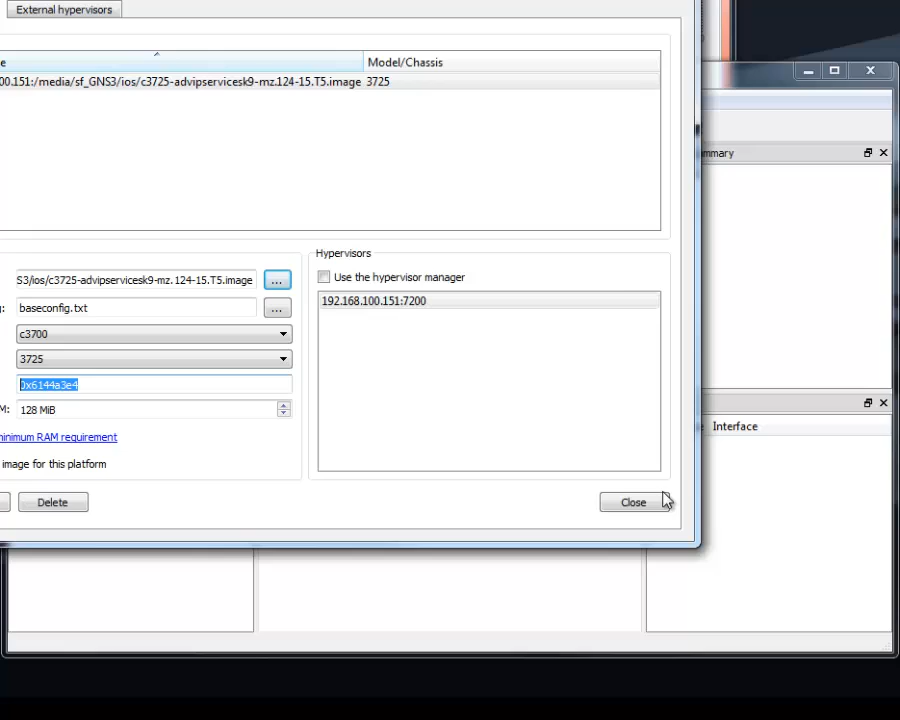 External hypervisors
e
Model/Chassis
00.151:/media/sf_GNS3/ios/c3725-advipservicesk9-mz.124-15.T5.image 3725
mmary
Hypervisors
S3/ios/c3725-advipservicesk9-mz.124-15.T5.image
...
Use the hypervisor manager
g:
baseconfig.txt
...
192.168.100.151:7200
c3700
3725
0x6144a3e4
M:
128 MiB
e
Interface
minimum RAM requirement
image for this platform
Delete
Close